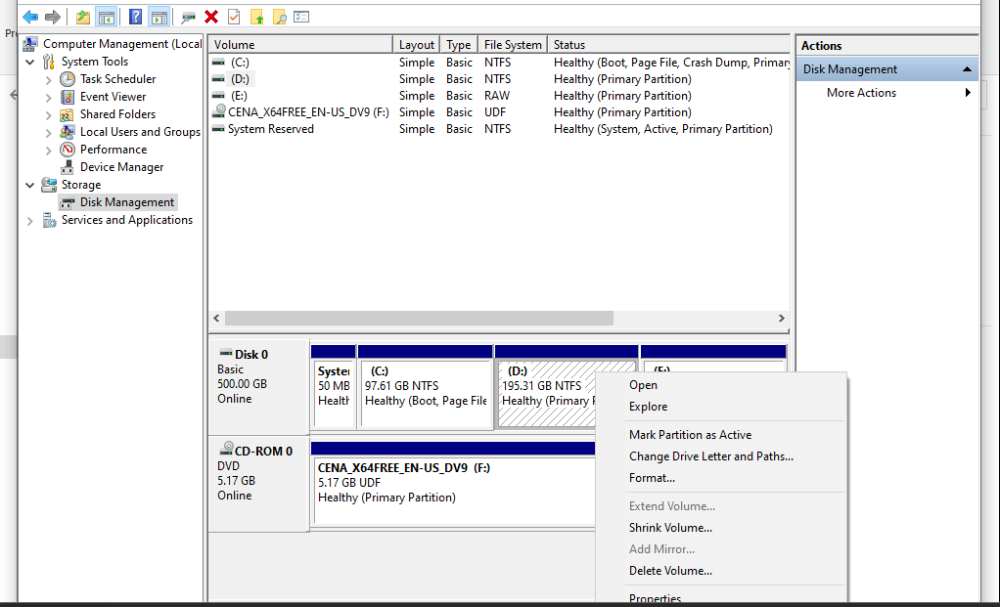 Pr
Computer Management (Local
System Tools
Task Scheduler
Event Viewer
Shared Folders
Local Users and Groups
Performance
Device Manager
Storage
Disk Management
Services and Applications
Volume Layout Type File System Status
(C:) Simple Basic NTFS Healthy (Boot, Page File, Crash Dump, Primary
(D:) Simple Basic NTFS Healthy (Primary Partition)
(E:) Simple Basic RAW Healthy (Primary Partition)
CENA_X64FREE_EN-US_DV9 (F:) Simple Basic UDF Healthy (Primary Partition)
System Reserved Simple Basic NTFS Healthy (System, Active, Primary Partition)
Disk 0
Basic
500.00 GB
Online
Syster
50 MB
Health
(C:)
97.61 GB NTFS
Healthy (Boot, Page File
(D:)
195.31 GB NTFS
Healthy (Primary P
(E:)
CD-ROM 0
DVD
5.17 GB
Online
CENA_X64FREE_EN-US_DV9 (F:)
5.17 GB UDF
Healthy (Primary Partition)
Open
Explore
Mark Partition as Active
Change Drive Letter and Paths...
Format...
Extend Volume...
Shrink Volume...
Add Mirror...
Delete Volume...
Properties
Actions
Disk Management
More Actions